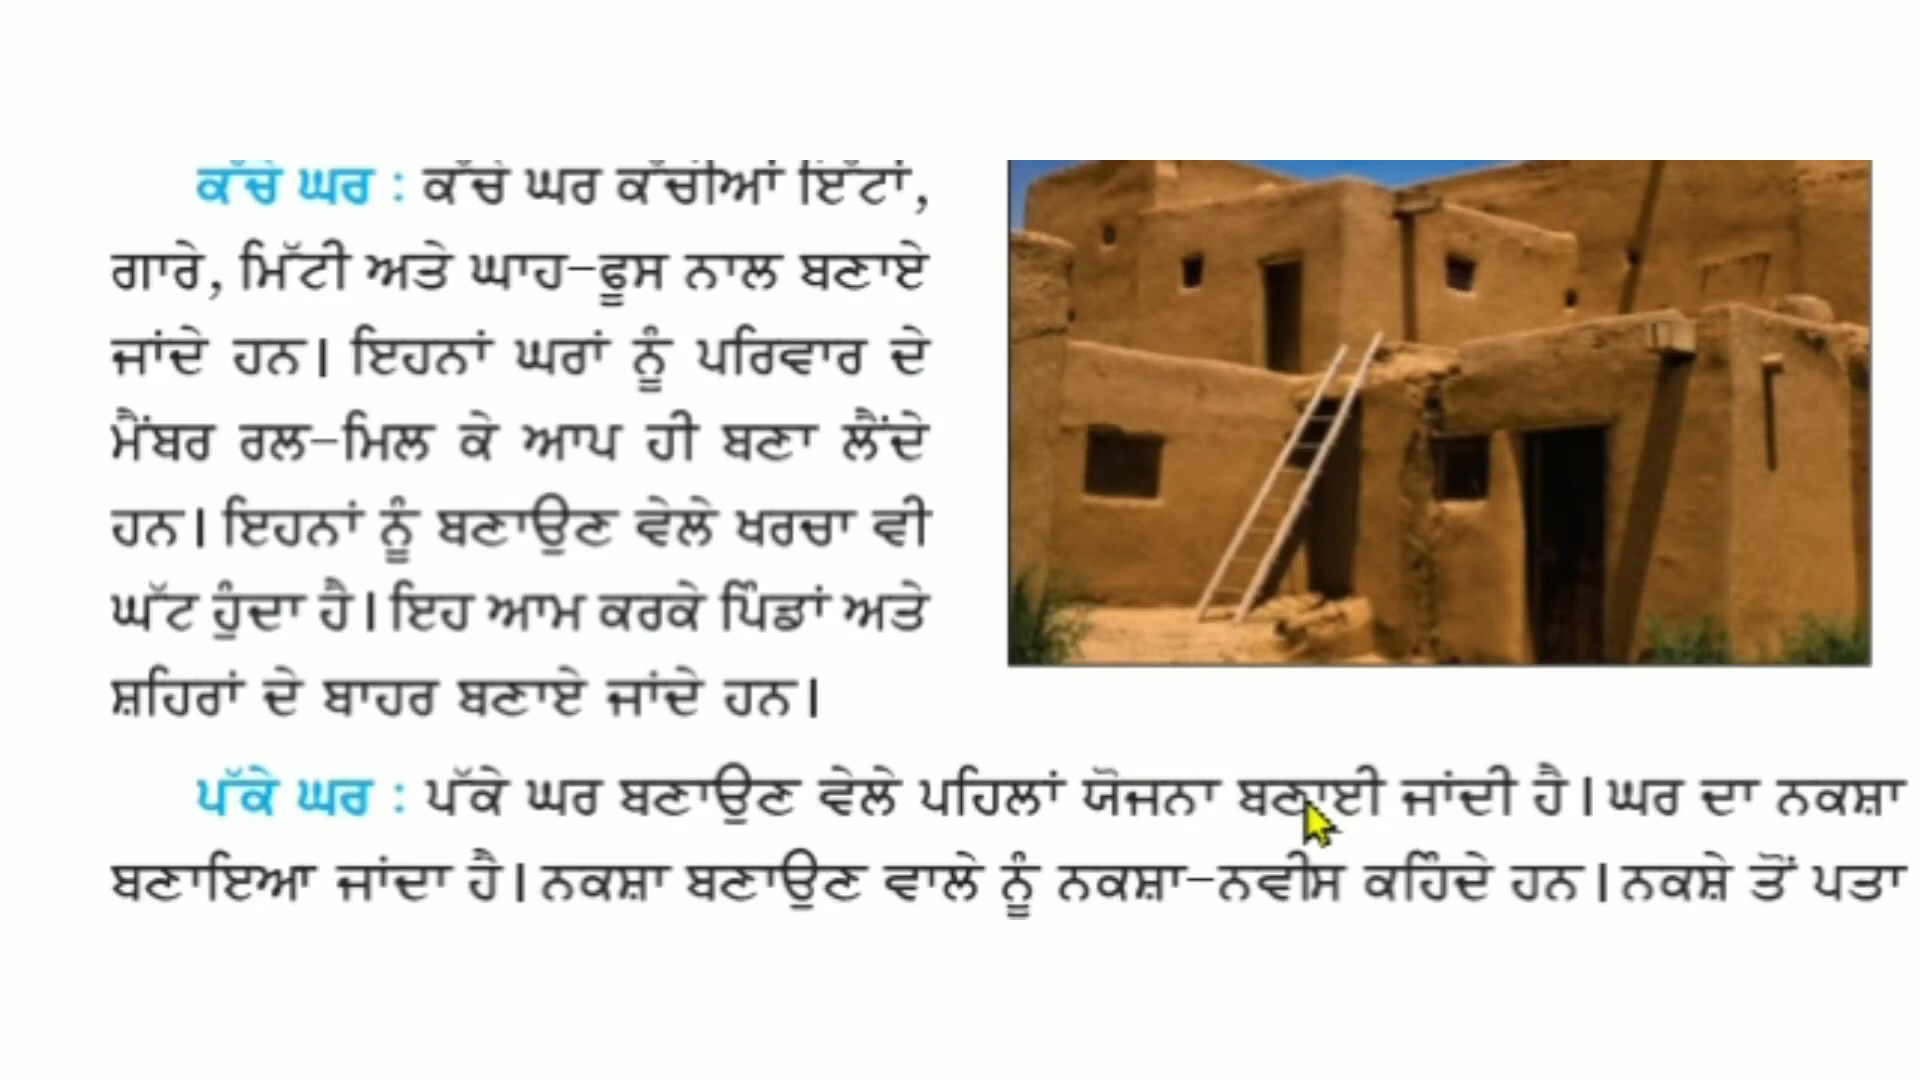 ਕੱਚੇ ਘਰ : ਕੱਚੇ ਘਰ ਕੱਚੀਆਂ ਇੱਟਾਂ,
ਗਾਰੇ, ਮਿੱਟੀ ਅਤੇ ਘਾਹ-ਫੂਸ ਨਾਲ ਬਣਾਏ
ਜਾਂਦੇ ਹਨ। ਇਹਨਾਂ ਘਰਾਂ ਨੂੰ ਪਰਿਵਾਰ ਦੇ
ਮੈਂਬਰ ਰਲ-ਮਿਲ ਕੇ ਆਪ ਹੀ ਬਣਾ ਲੈਂਦੇ
ਹਨ। ਇਹਨਾਂ ਨੂੰ ਬਣਾਉਣ ਵੇਲੇ ਖਰਚਾ ਵੀ
ਘੱਟ ਹੁੰਦਾ ਹੈ। ਇਹ ਆਮ ਕਰਕੇ ਪਿੰਡਾਂ ਅਤੇ
ਸ਼ਹਿਰਾਂ ਦੇ ਬਾਹਰ ਬਣਾਏ ਜਾਂਦੇ ਹਨ।
ਪੱਕੇ ਘਰ : ਪੱਕੇ ਘਰ ਬਣਾਉਣ ਵੇਲੇ ਪਹਿਲਾਂ ਯੋਜਨਾ ਬਣਾਈ ਜਾਂਦੀ ਹੈ। ਘਰ ਦਾ ਨਕਸ਼ਾ
ਬਣਾਇਆ ਜਾਂਦਾ ਹੈ। ਨਕਸ਼ਾ ਬਣਾਉਣ ਵਾਲੇ ਨੂੰ ਨਕਸ਼ਾ-ਨਵੀਸ ਕਹਿੰਦੇ ਹਨ। ਨਕਸ਼ੇ ਤੋਂ ਪਤਾ